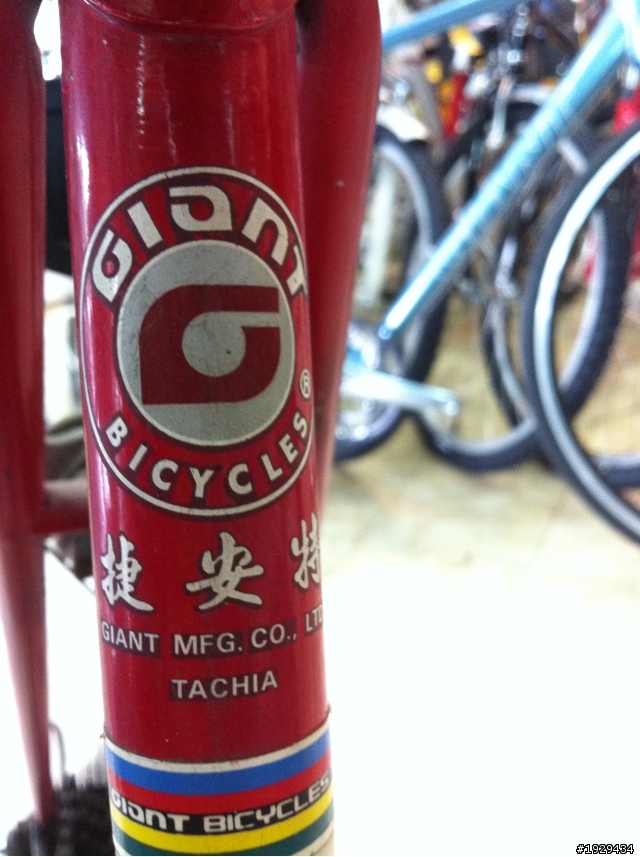 GIANT
BICYCLES®
捷安特
GIANT MFG. CO., LTD
TACHIA
GIANT BICYCLES
#1929434